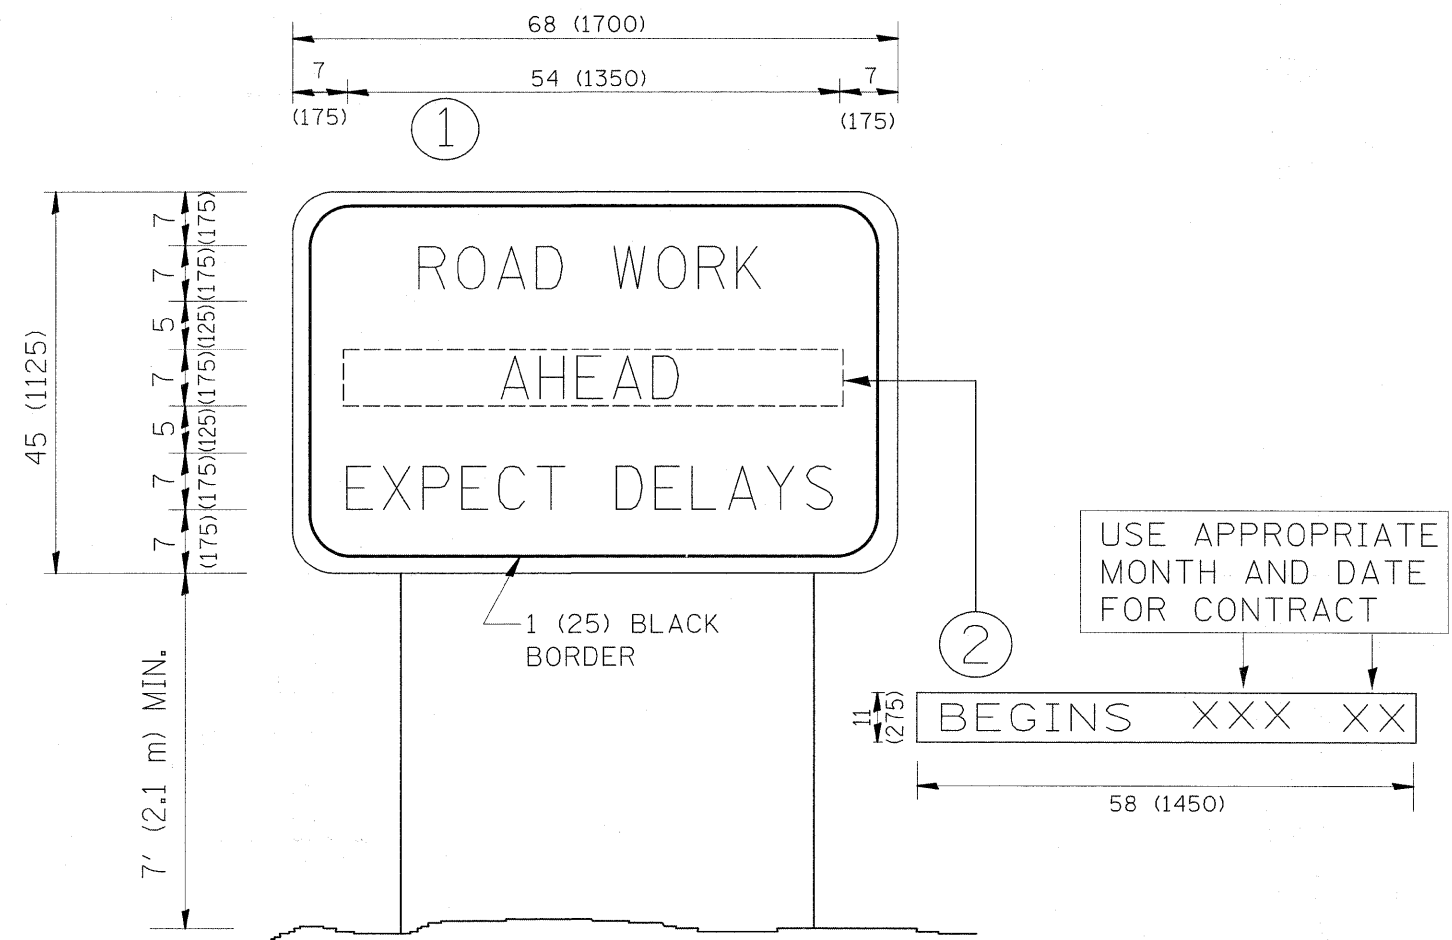 68 (1700)
7
54 (1350)
7
(175)
(175)
1
45 (1125)
7
(175)
7
(175)
5
(125)
7
(175)
5
(125)
7
(175)
7
(175)
ROAD WORK
AHEAD
EXPECT DELAYS
1 (25) BLACK
BORDER
7' (2.1 m) MIN.
2
USE APPROPRIATE
MONTH AND DATE
FOR CONTRACT
11
(275)
BEGINS XXX XX
58 (1450)